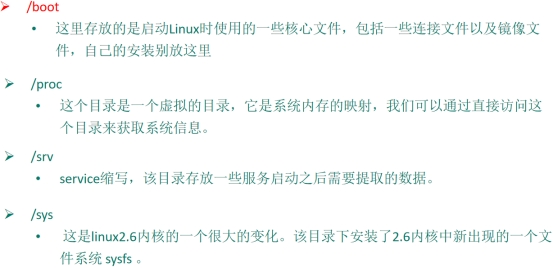 ➢ /boot
• 这里存放的是启动Linux时使用的一些核心文件，包括一些连接文件以及镜像文
件，自己的安装别放这里
➢ /proc
• 这个目录是一个虚拟的目录，它是系统内存的映射，我们可以通过直接访问这
个目录来获取系统信息。
➢ /srv
• service缩写，该目录存放一些服务启动之后需要提取的数据。
➢ /sys
• 这是linux2.6内核的一个很大的变化。该目录下安装了2.6内核中新出现的一个文
件系统 sysfs 。